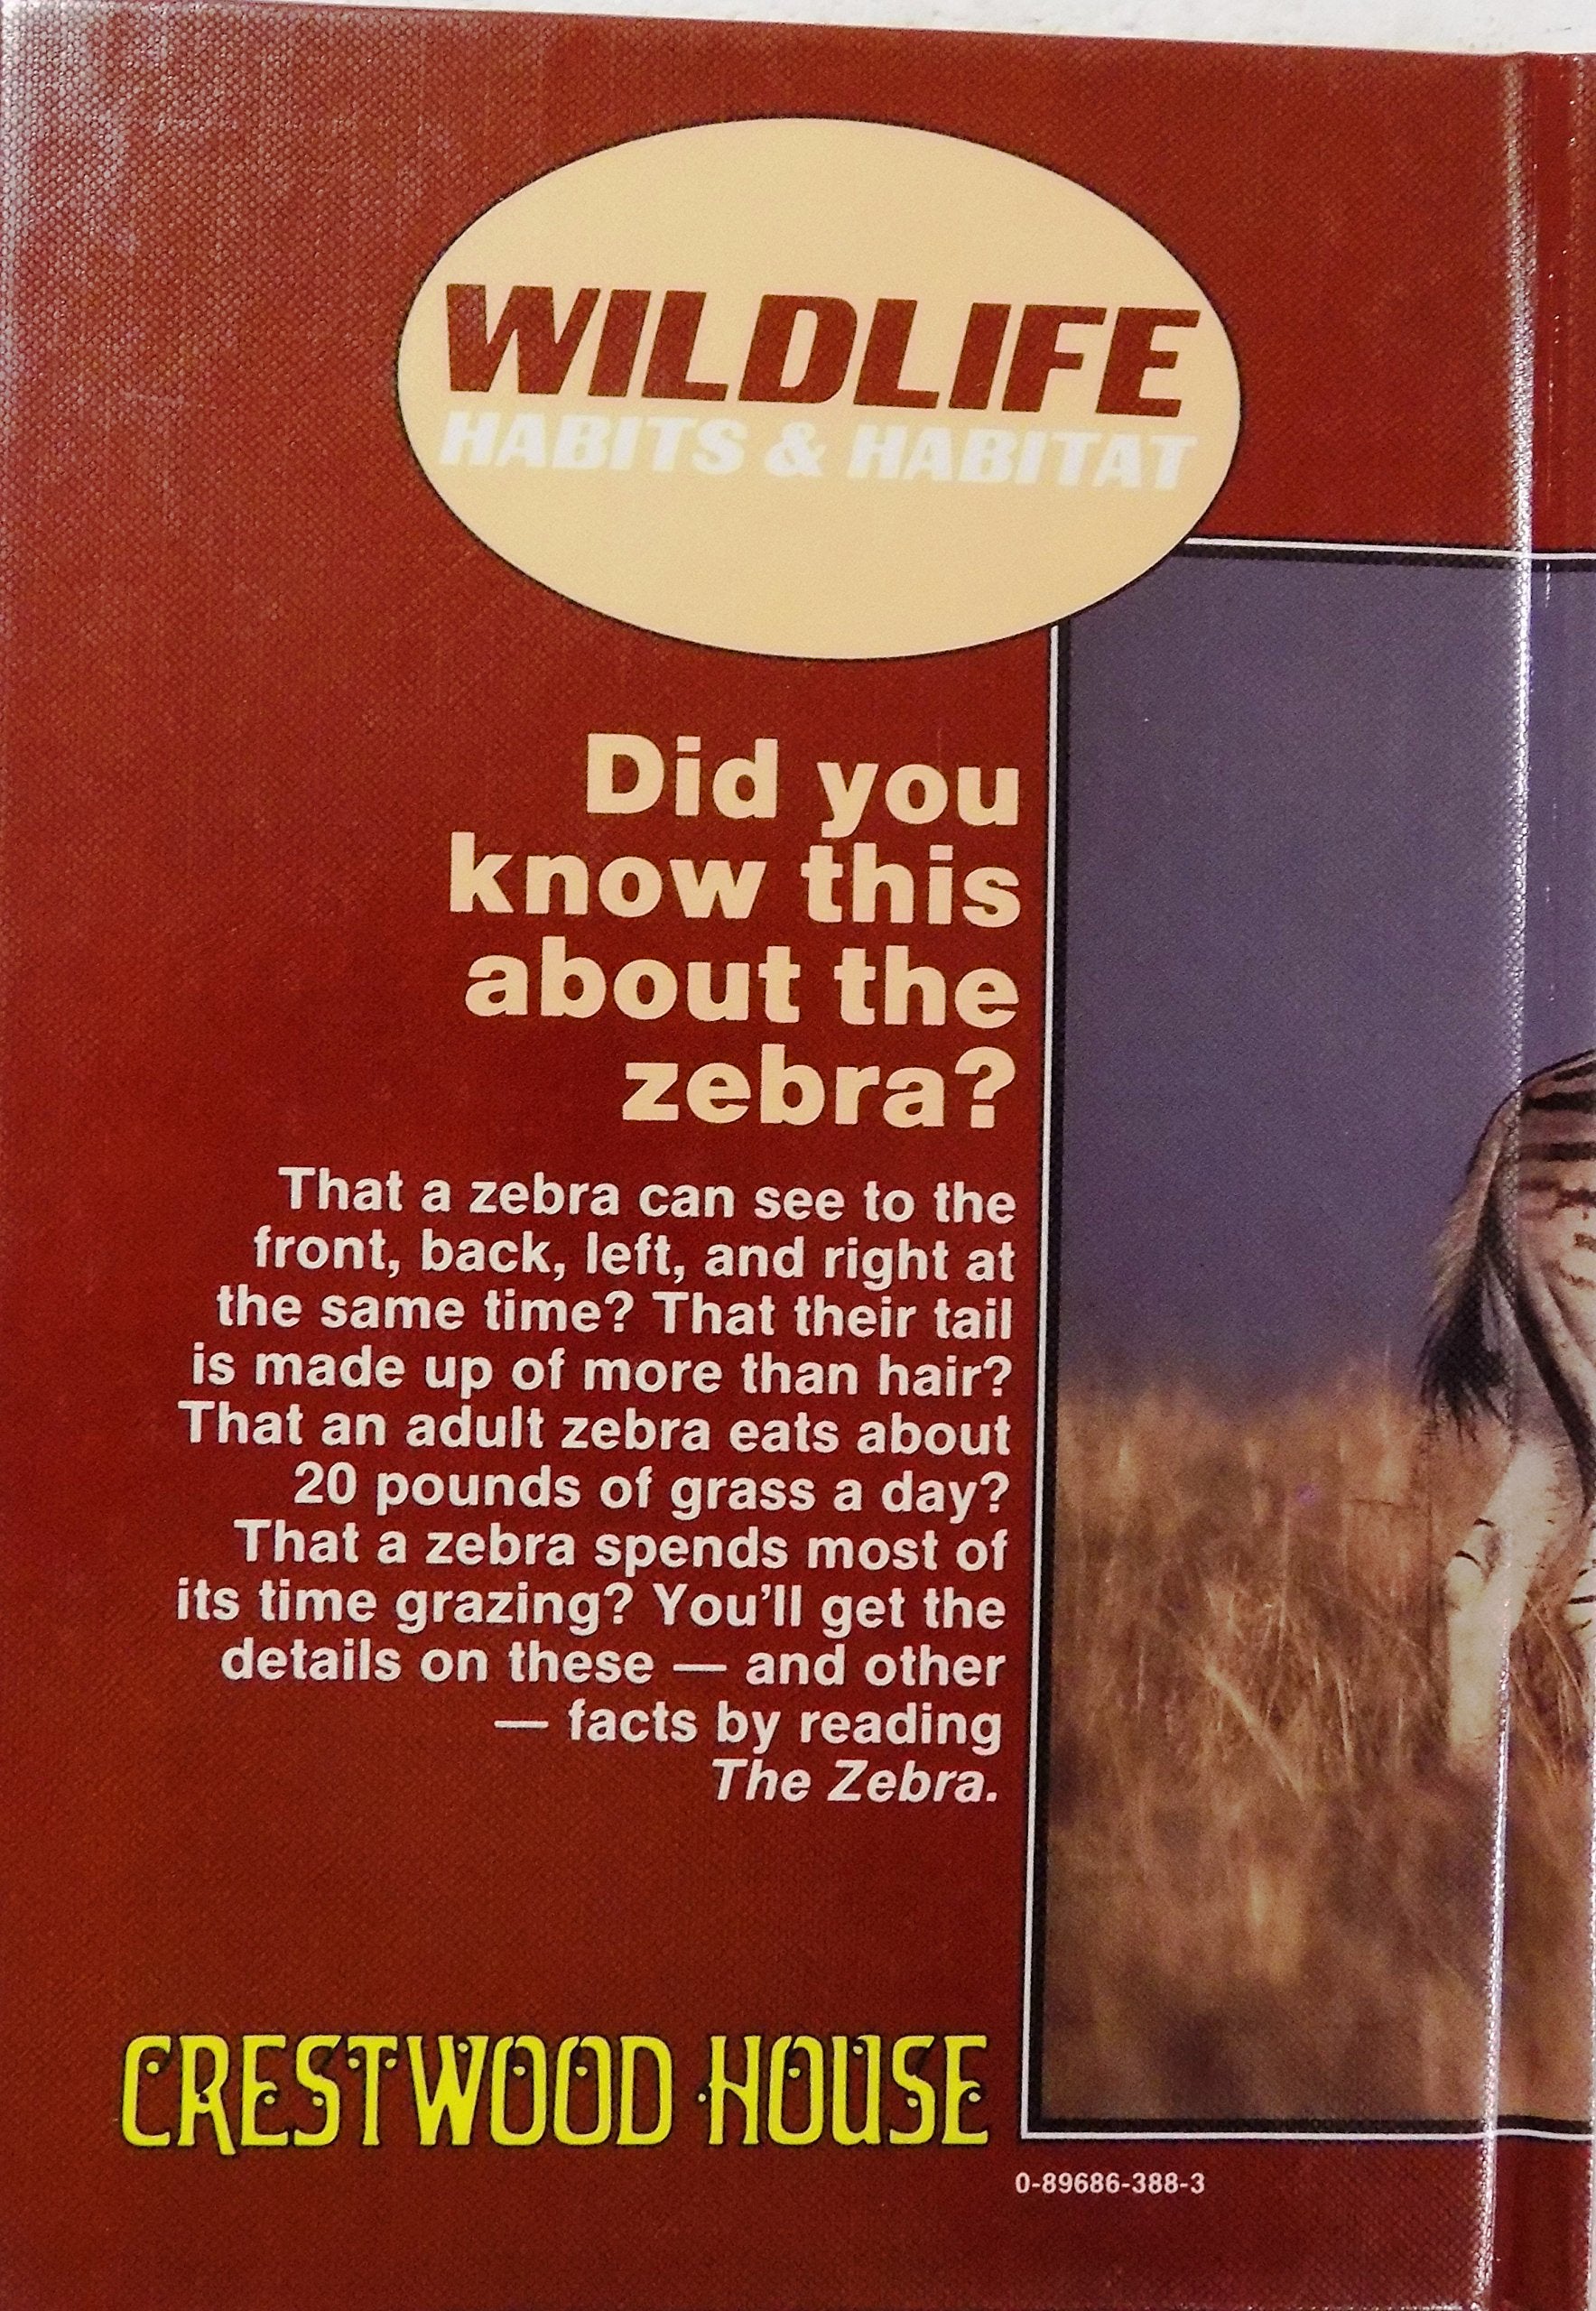 WILDLIFE
HABITS & HABITAT
Did you
know this
about the
zebra?
That a zebra can see to the
front, back, left, and right at
the same time? That their tail
is made up of more than hair?
That an adult zebra eats about
20 pounds of grass a day?
That a zebra spends most of
its time grazing? You'll get the
details on these — and other
— facts by reading
The Zebra.
CRESTWOOD HOUSE
0-89686-388-3